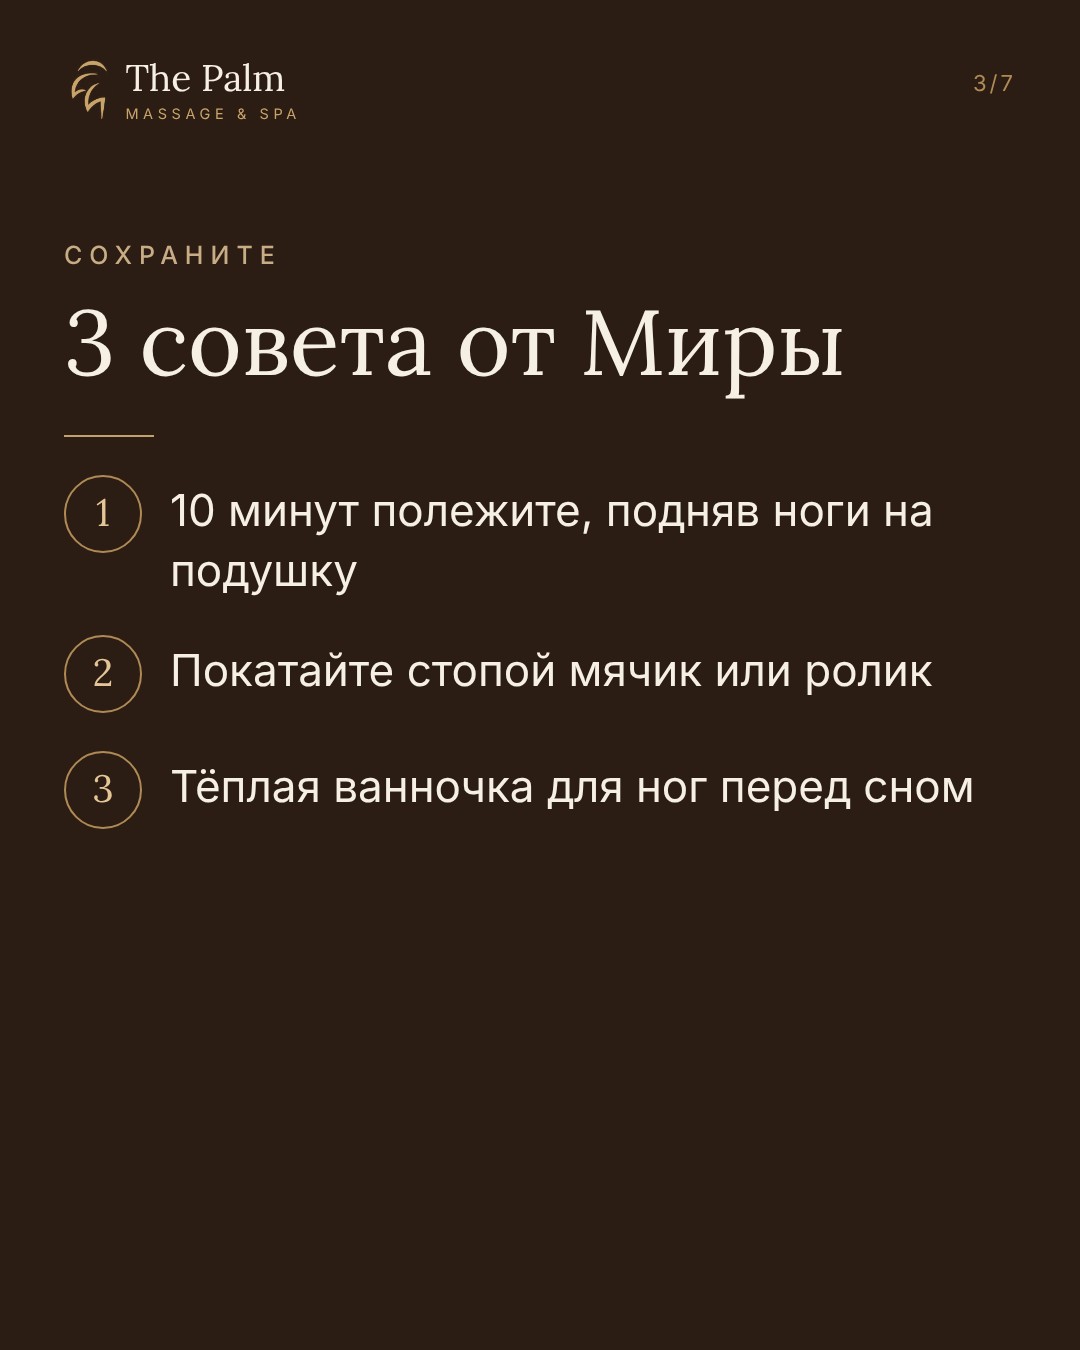 The Palm
MASSAGE & SPA
3/7
СОХРАНИТЕ
3 совета от Миры
1 10 минут полежите, подняв ноги на
подушку
2 Покатайте стопой мячик или ролик
3 Тёплая ванночка для ног перед сном